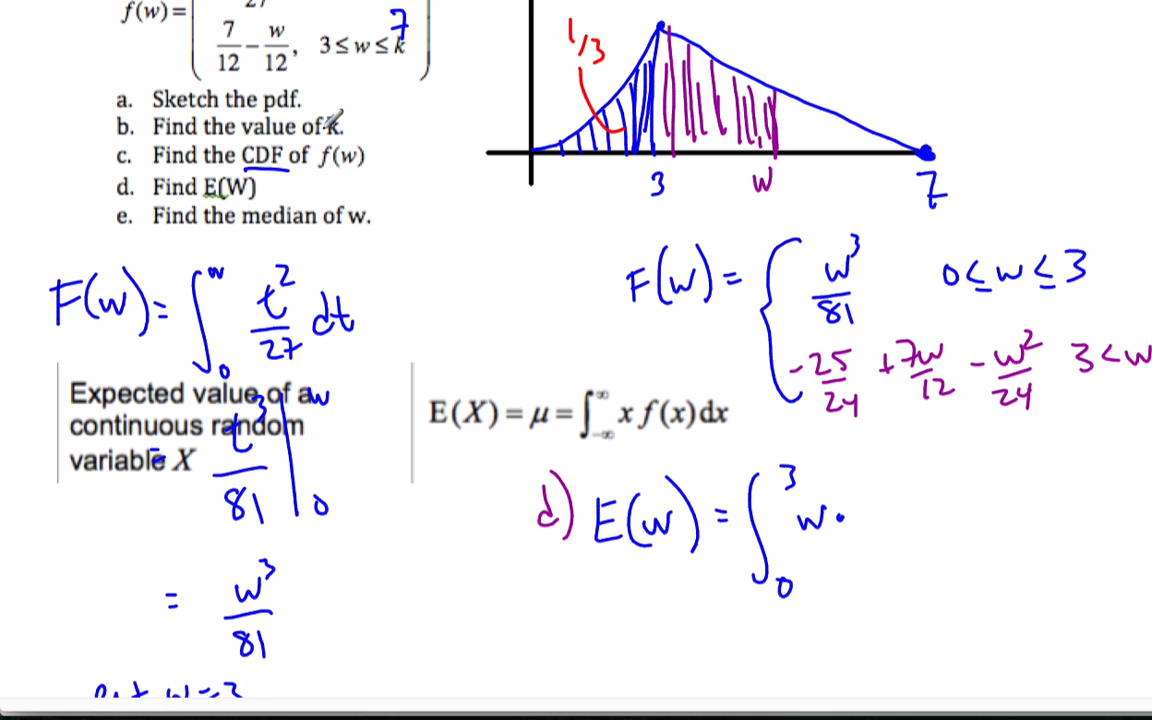 f(w)=
27
7/12 − w/12, 3≤w≤k 7
a. Sketch the pdf.
b. Find the value of k.
c. Find the CDF of f(w)
d. Find E(W)
e. Find the median of w.
1/3
3 w 7
F(w)= ∫₀ʷ t²/27 dt
t³/81 |₀ʷ
= w³/81
F(w)= { w³/81 0≤w≤3
-25/24 + 7w/12 - w²/24 3<w
Expected value of a
continuous random
variable X
E(X) = μ = ∫_{-∞}^{∞} x f(x)dx
d) E(w) = ∫₀³ w·